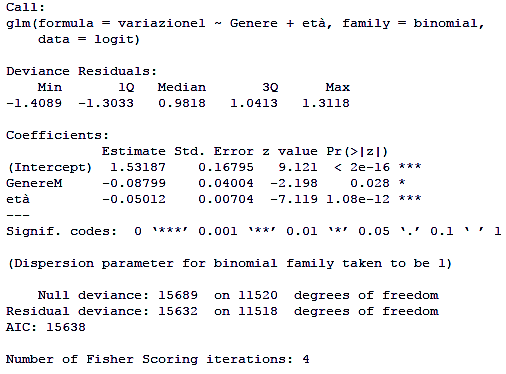 Call:
glm(formula = variazione1 ~ Genere + età, family = binomial,
    data = logit)
Deviance Residuals:
    Min       1Q   Median       3Q      Max
-1.4089  -1.3033   0.9818   1.0413   1.3118
Coefficients:
            Estimate Std. Error z value Pr(>|z|)
(Intercept)  1.53187    0.16795   9.121  < 2e-16 ***
GenereM     -0.08799    0.04004  -2.198    0.028 *
età         -0.05012    0.00704  -7.119 1.08e-12 ***
---
Signif. codes:  0 ‘***’ 0.001 ‘**’ 0.01 ‘*’ 0.05 ‘.’ 0.1 ‘ ’ 1
(Dispersion parameter for binomial family taken to be 1)
    Null deviance: 15689  on 11520  degrees of freedom
Residual deviance: 15632  on 11518  degrees of freedom
AIC: 15638
Number of Fisher Scoring iterations: 4